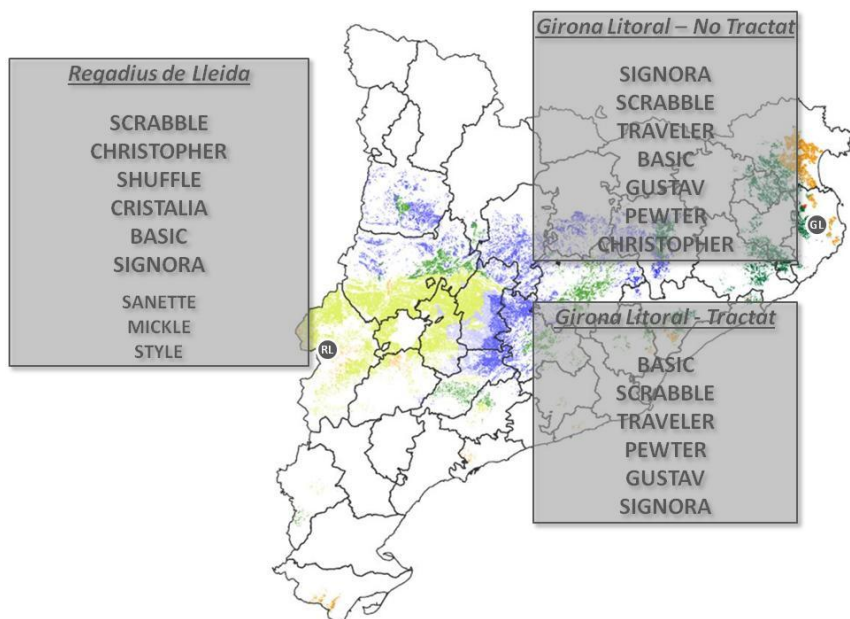 Regadius de Lleida
SCRABBLE
CHRISTOPHER
SHUFFLE
CRISTALIA
BASIC
SIGNORA
SANETTE
MICKLE
STYLE
Girona Litoral – No Tractat
SIGNORA
SCRABBLE
TRAVELER
BASIC
GUSTAV
PEWTER
CHRISTOPHER
Girona Litoral - Tractat
BASIC
SCRABBLE
TRAVELER
PEWTER
GUSTAV
SIGNORA
RL
GL